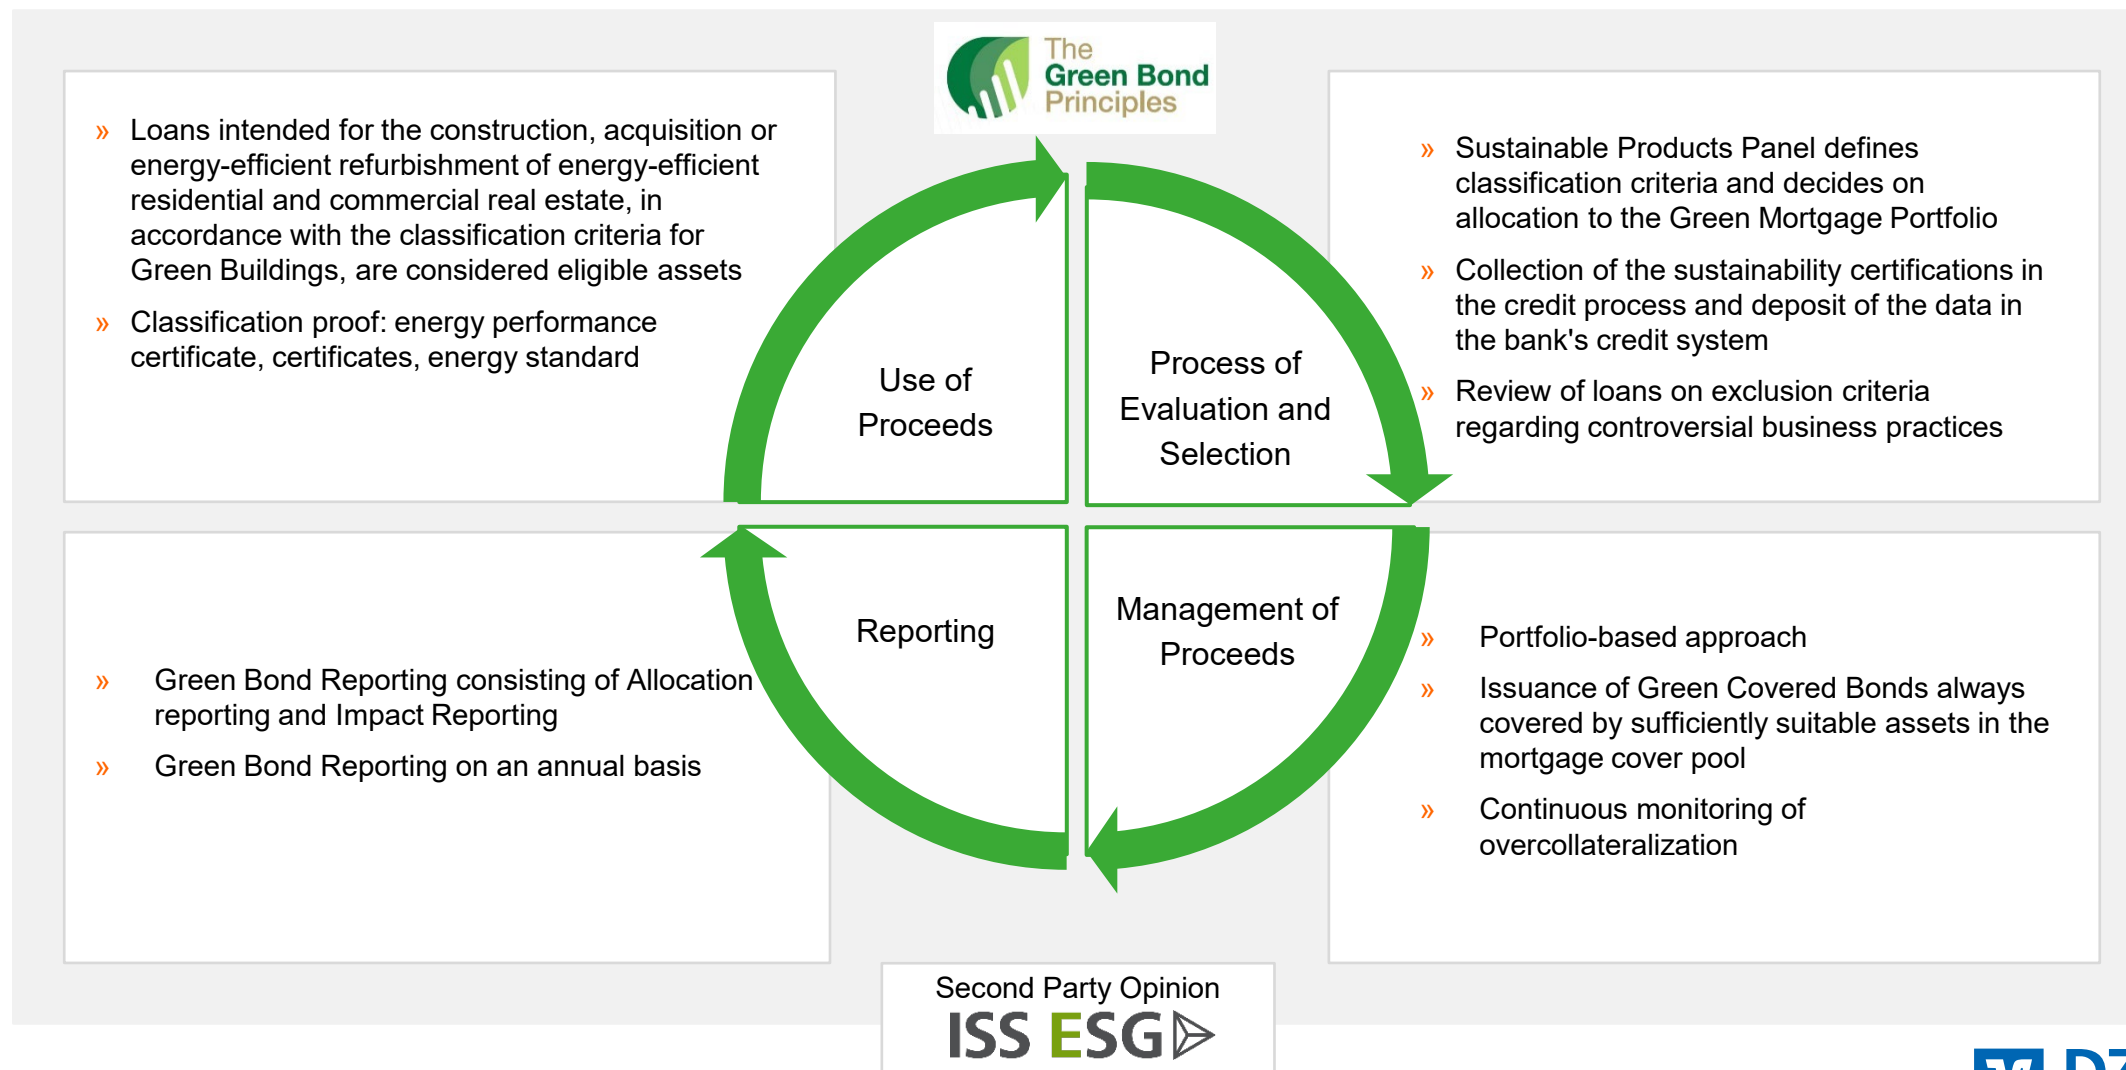 The
Green Bond
Principles
» Loans intended for the construction, acquisition or
energy-efficient refurbishment of energy-efficient
residential and commercial real estate, in
accordance with the classification criteria for
Green Buildings, are considered eligible assets
» Classification proof: energy performance
certificate, certificates, energy standard
» Sustainable Products Panel defines
classification criteria and decides on
allocation to the Green Mortgage Portfolio
» Collection of the sustainability certifications in
the credit process and deposit of the data in
the bank's credit system
» Review of loans on exclusion criteria
regarding controversial business practices
Use of
Proceeds
Process of
Evaluation and
Selection
Reporting
Management of
Proceeds
» Green Bond Reporting consisting of Allocation
reporting and Impact Reporting
» Green Bond Reporting on an annual basis
» Portfolio-based approach
» Issuance of Green Covered Bonds always
covered by sufficiently suitable assets in the
mortgage cover pool
» Continuous monitoring of
overcollateralization
Second Party Opinion
ISS ESG